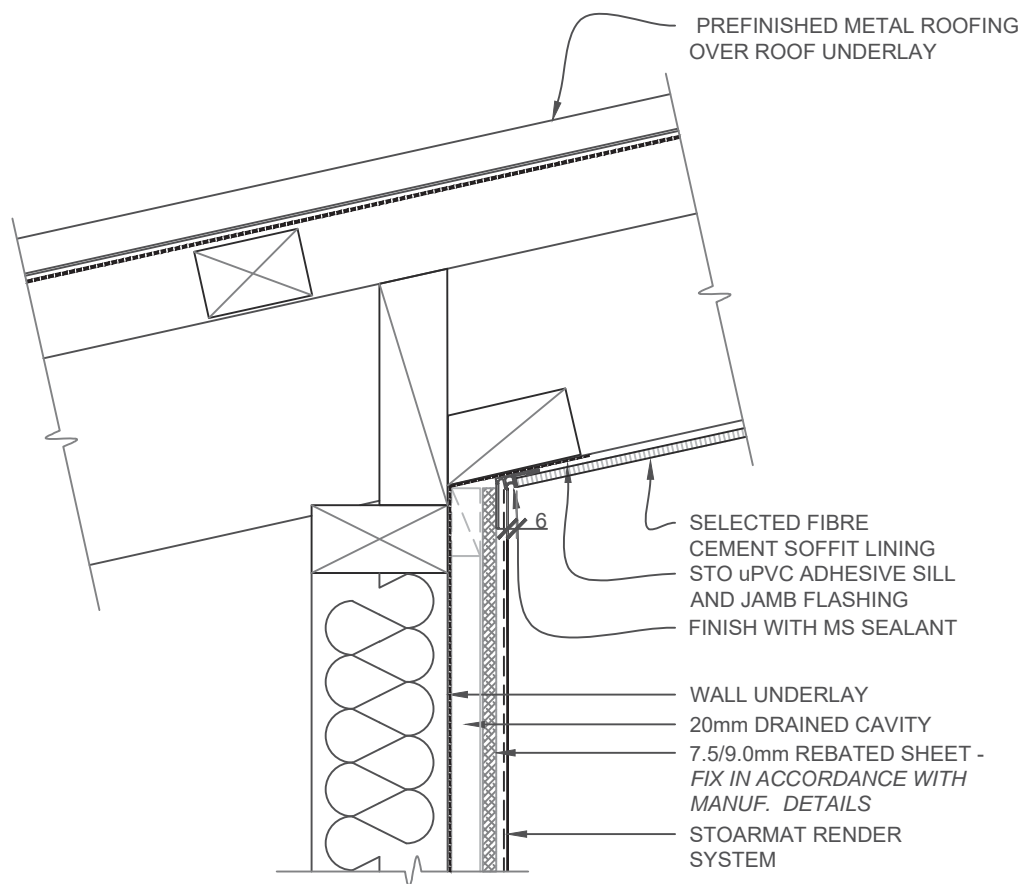 PREFINISHED METAL ROOFING
OVER ROOF UNDERLAY
6
SELECTED FIBRE
CEMENT SOFFIT LINING
STO uPVC ADHESIVE SILL
AND JAMB FLASHING
FINISH WITH MS SEALANT
WALL UNDERLAY
20mm DRAINED CAVITY
7.5/9.0mm REBATED SHEET -
FIX IN ACCORDANCE WITH
MANUF. DETAILS
STOARMAT RENDER
SYSTEM